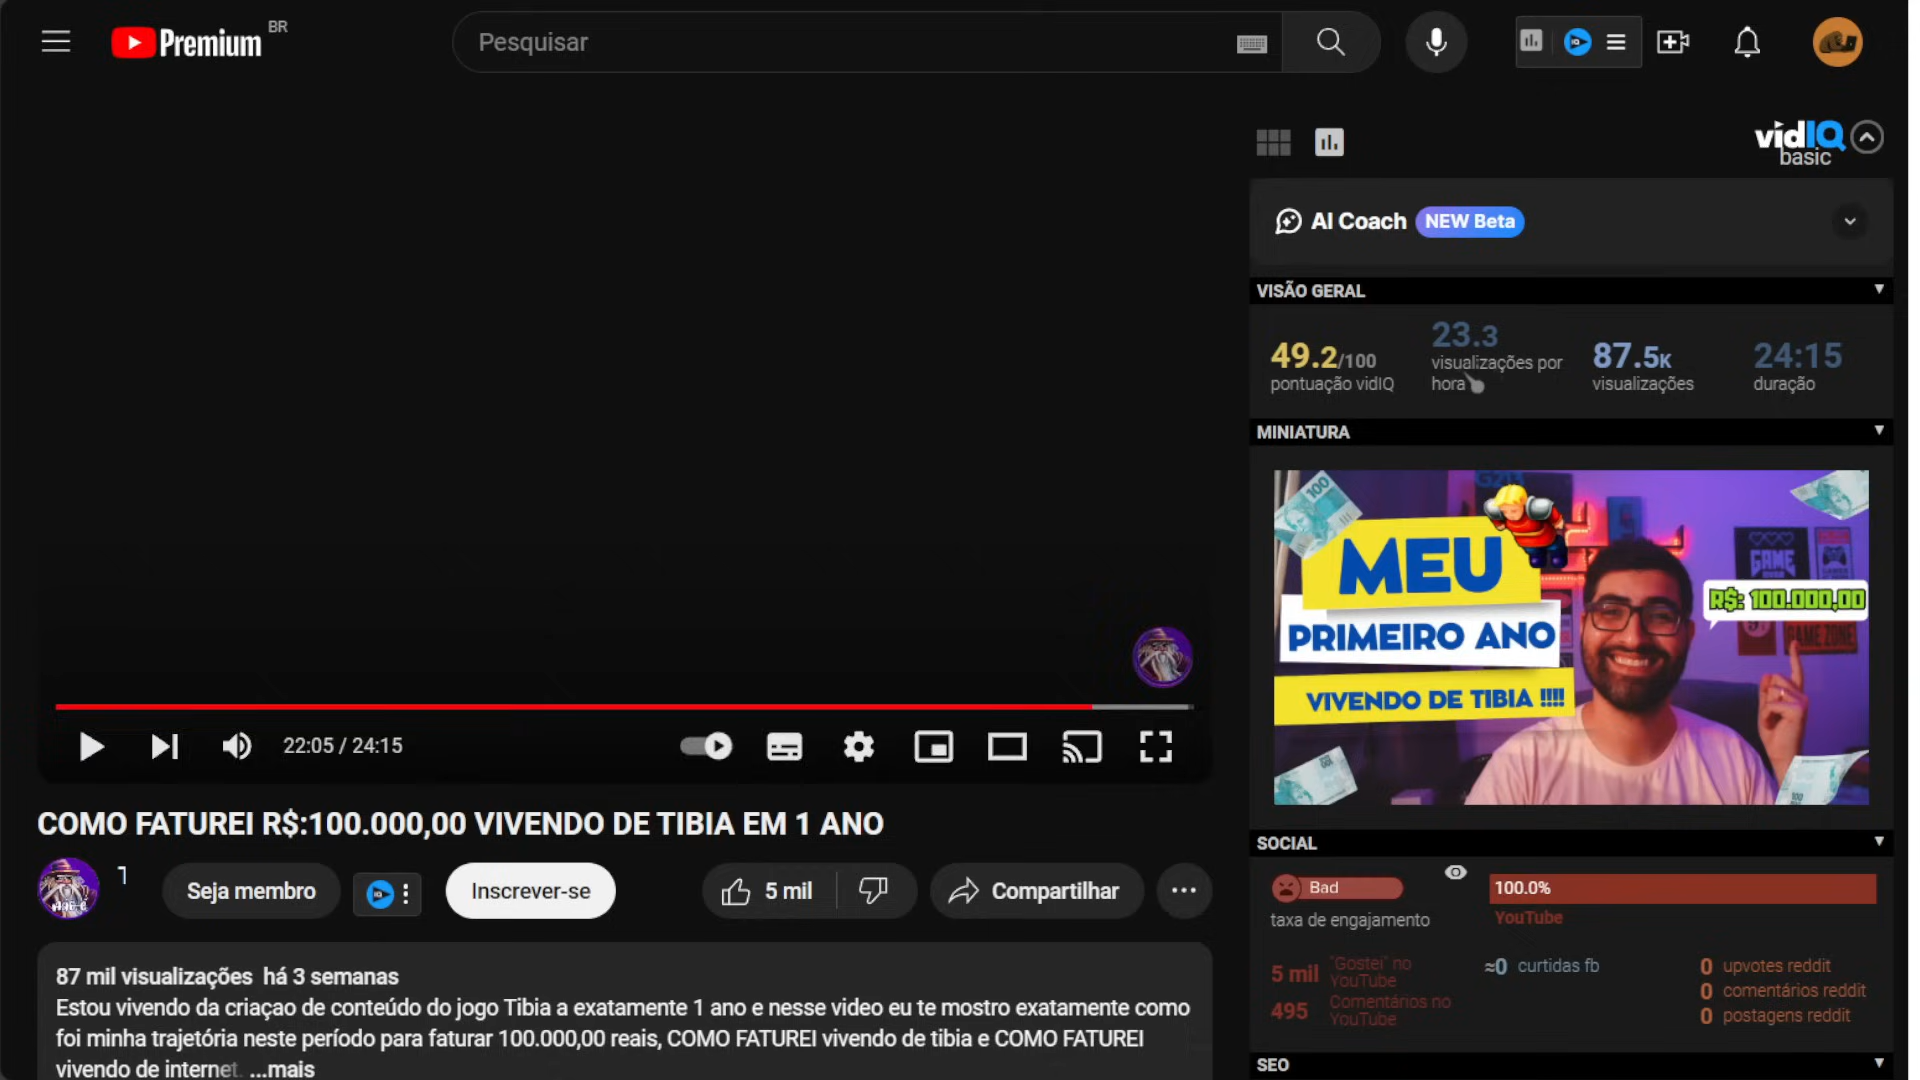 Premium BR
Pesquisar
vidIQ
basic
AI Coach NEW Beta
VISÃO GERAL
49.2/100
pontuação vidIQ
23.3
visualizações por
hora
87.5K
visualizações
24:15
duração
MINIATURA
100
MEU
PRIMEIRO ANO
VIVENDO DE TIBIA !!!!
R$: 100.000,00
GAME
GAME ZONE
100
22:05 / 24:15
COMO FATUREI R$:100.000,00 VIVENDO DE TIBIA EM 1 ANO
Seja membro
Inscrever-se
5 mil
Compartilhar
87 mil visualizações há 3 semanas
Estou vivendo da criaçao de conteúdo do jogo Tibia a exatamente 1 ano e nesse video eu te mostro exatamente como
foi minha trajetória neste período para faturar 100.000,00 reais, COMO FATUREI vivendo de tibia e COMO FATUREI
vivendo de internet. ...mais
SOCIAL
Bad
taxa de engajamento
100.0%
YouTube
5 mil "Gostei" no
YouTube
495 Comentários no
YouTube
≈0 curtidas fb
0 upvotes reddit
0 comentários reddit
0 postagens reddit
SEO